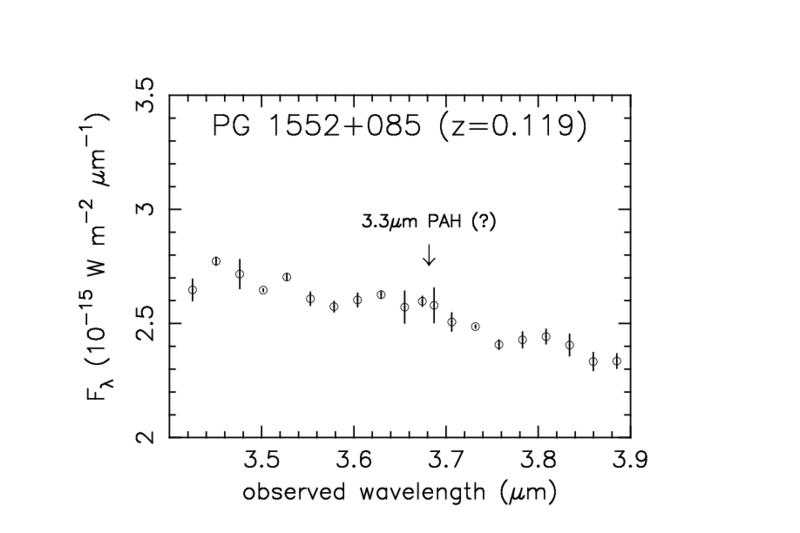 3.5
PG 1552+085 (z=0.119)
3
3.3μm PAH (?)
2.5
2
F_λ (10^−15 W m^−2 μm^−1)
3.5 3.6 3.7 3.8 3.9
observed wavelength (μm)